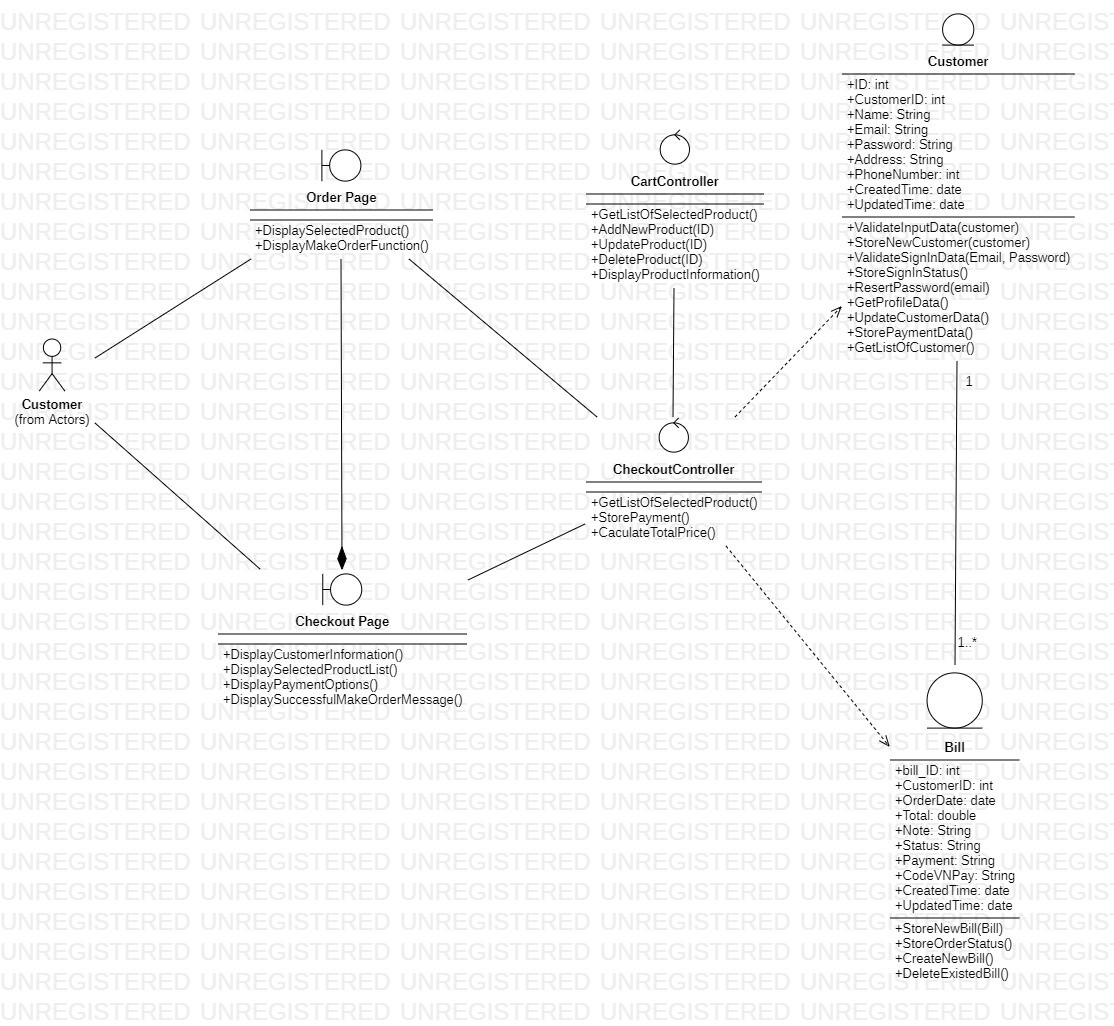 Customer
+ID: int
+CustomerID: int
+Name: String
+Email: String
+Password: String
+Address: String
+PhoneNumber: int
+CreatedTime: date
+UpdatedTime: date
+ValidateInputData(customer)
+StoreNewCustomer(customer)
+ValidateSignInData(Email, Password)
+StoreSignInStatus()
+ResertPassword(email)
+GetProfileData()
+UpdateCustomerData()
+StorePaymentData()
+GetListOfCustomer()
CartController
+GetListOfSelectedProduct()
+AddNewProduct(ID)
+UpdateProduct(ID)
+DeleteProduct(ID)
+DisplayProductInformation()
Order Page
+DisplaySelectedProduct()
+DisplayMakeOrderFunction()
Customer
(from Actors)
1
CheckoutController
+GetListOfSelectedProduct()
+StorePayment()
+CaculateTotalPrice()
Checkout Page
+DisplayCustomerInformation()
+DisplaySelectedProductList()
+DisplayPaymentOptions()
+DisplaySuccessfulMakeOrderMessage()
1..*
Bill
+bill_ID: int
+CustomerID: int
+OrderDate: date
+Total: double
+Note: String
+Status: String
+Payment: String
+CodeVNPay: String
+CreatedTime: date
+UpdatedTime: date
+StoreNewBill(Bill)
+StoreOrderStatus()
+CreateNewBill()
+DeleteExistedBill()
UNREGISTERED